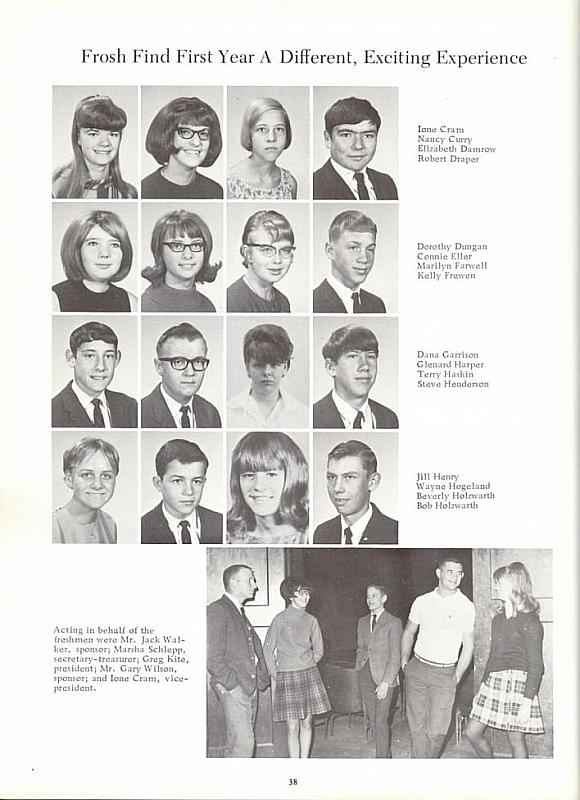 Frosh Find First Year A Different, Exciting Experience
Ione Cram
Nancy Curry
Elizabeth Damrow
Robert Draper
Dorothy Dungan
Connie Eller
Marilyn Farwell
Kelly Frewen
Dana Garrison
Glenard Harper
Terry Haskin
Steve Henderson
Jill Henry
Wayne Hogeland
Beverly Holzwarth
Bob Holzwarth
Acting in behalf of the
freshmen were Mr. Jack Wal-
ker, sponsor; Marsha Schlepp,
secretary-treasurer; Greg Kite,
president; Mr. Gary Wilson,
sponsor; and Ione Cram, vice-
president.
38